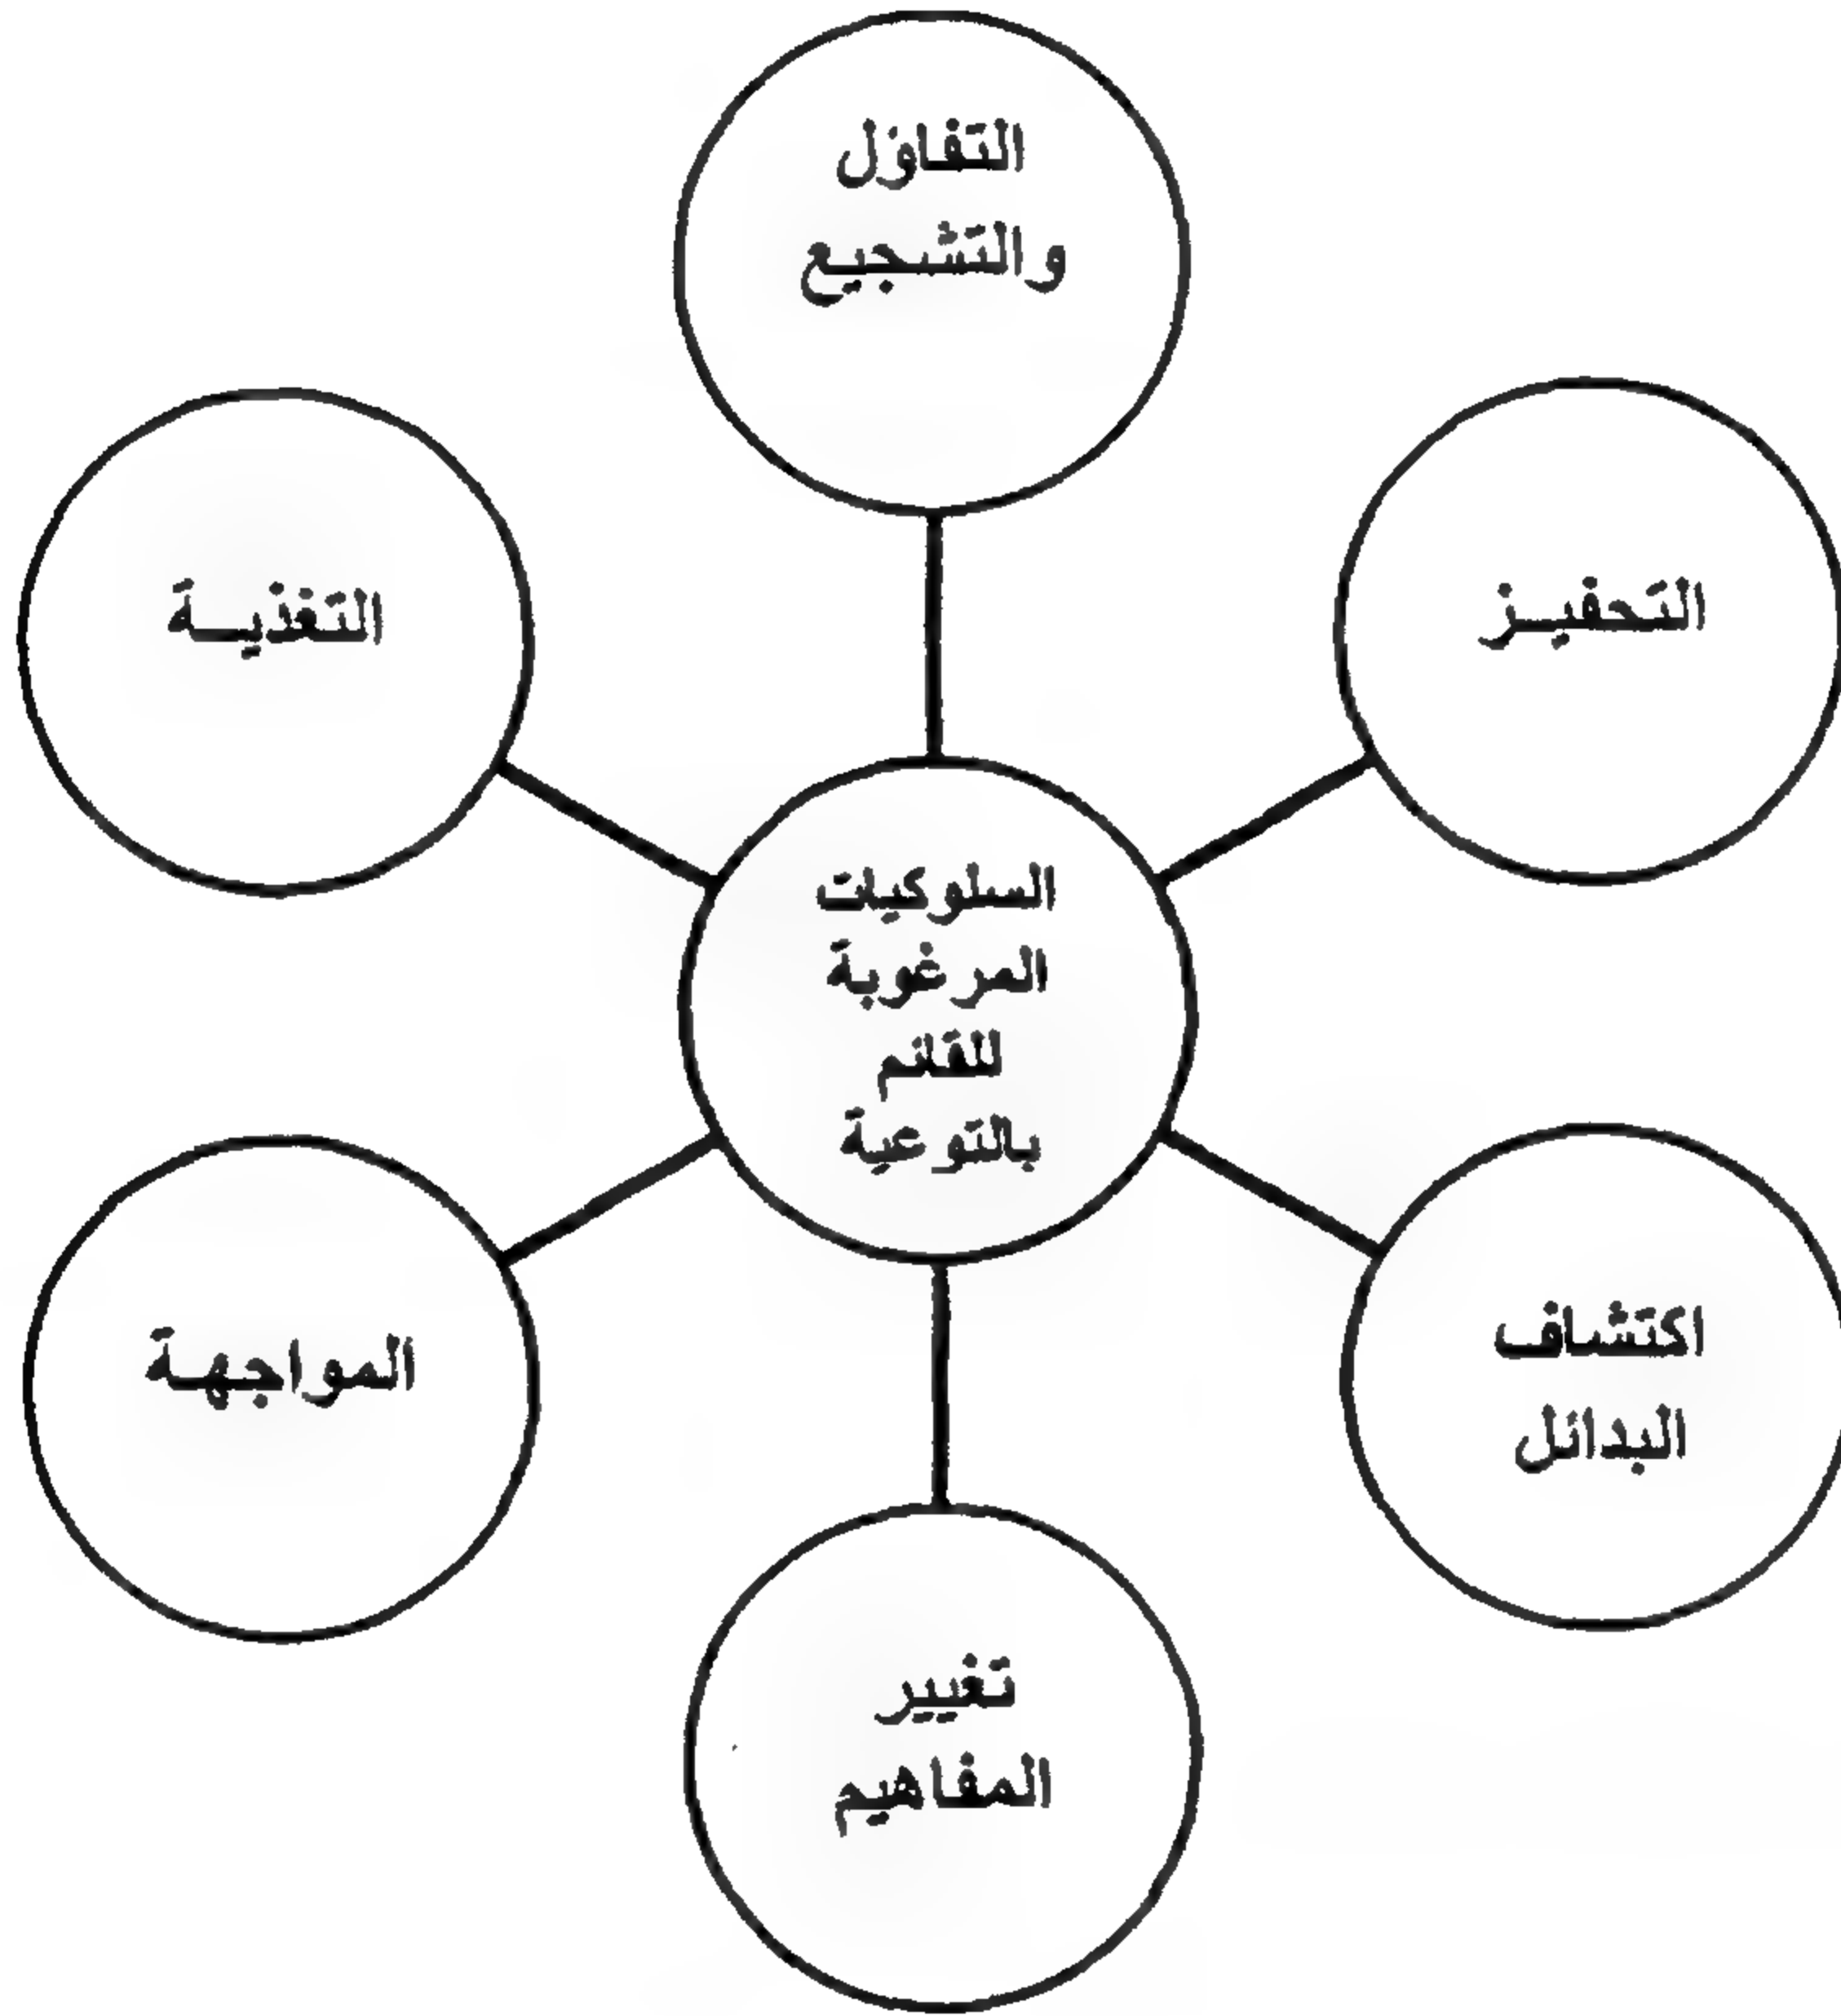 التفاؤل
والتشجيع
التحفيـز
التغذيـة
السلوكيات
المرغوبة
للقائم
بالتوعية
اكتشاف
البدائل
المواجهـة
تغيير
المفاهيم